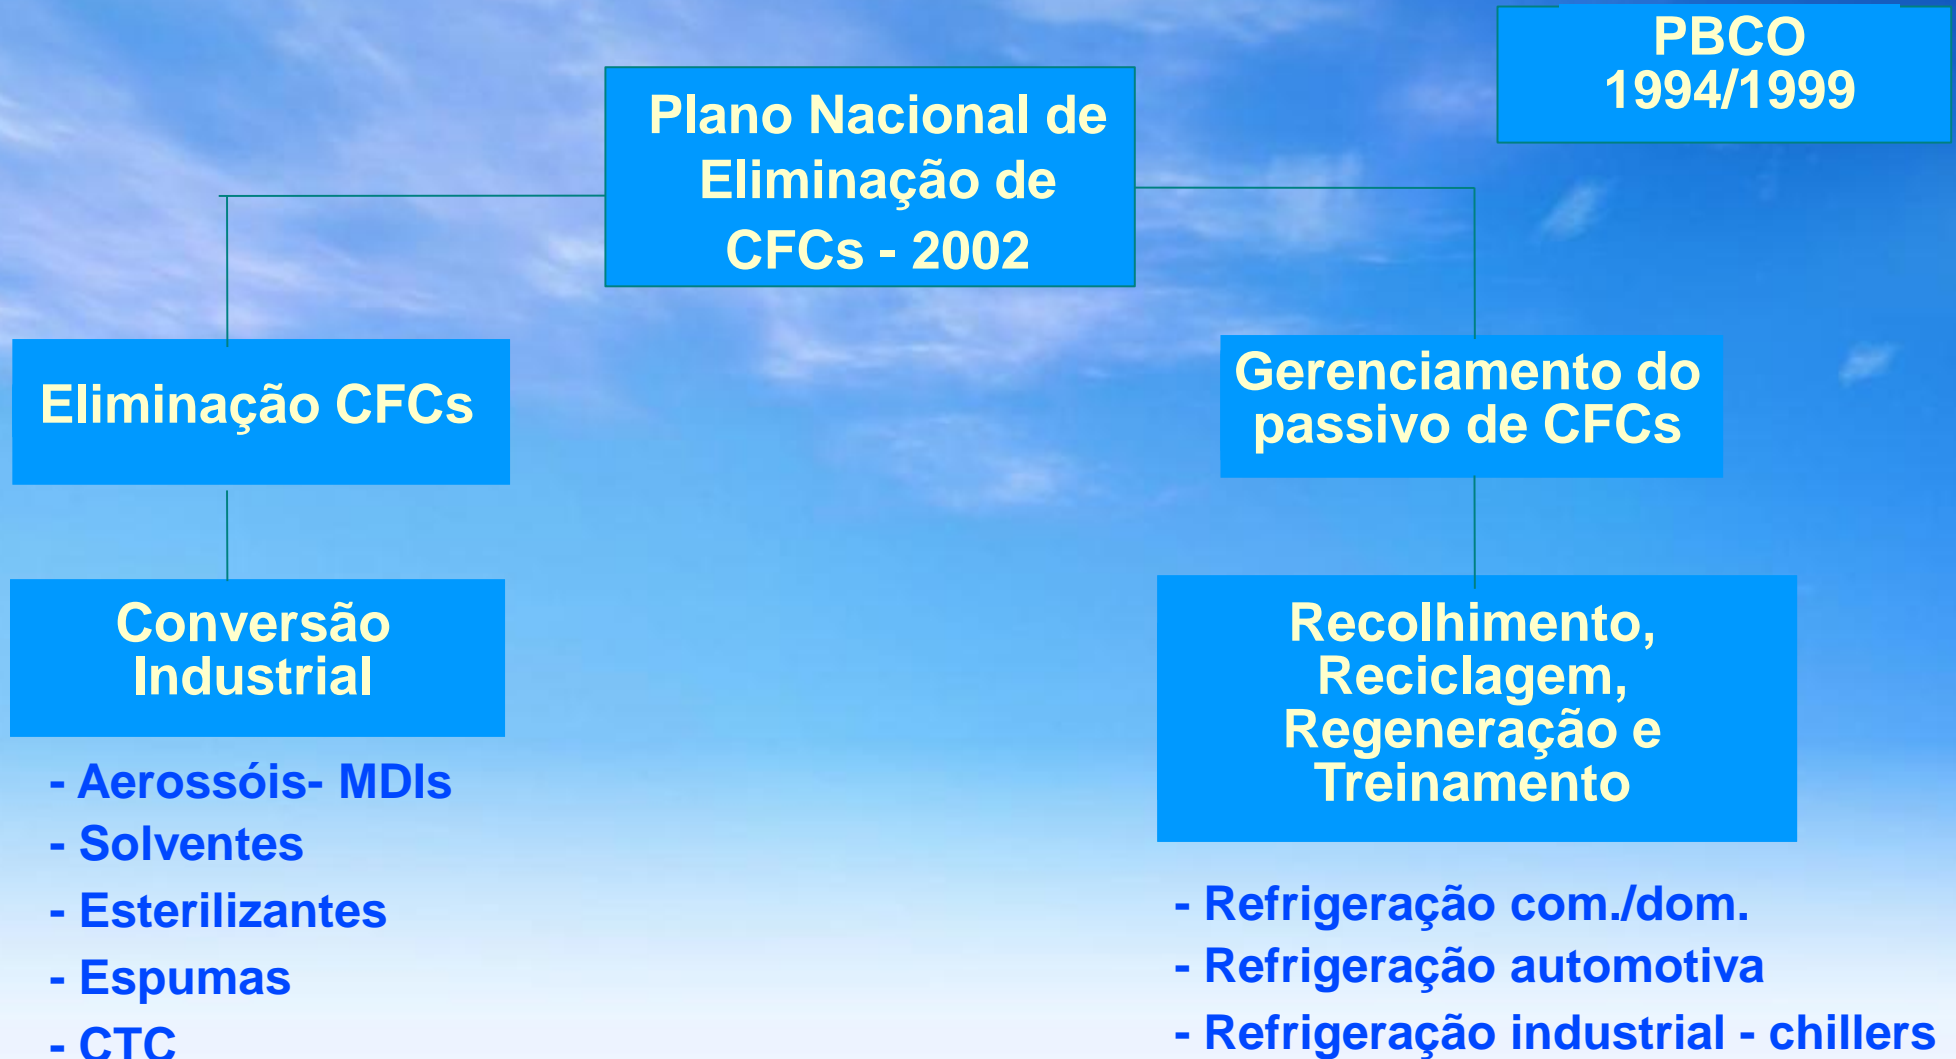 PBCO
1994/1999
Plano Nacional de
Eliminação de
CFCs - 2002
Eliminação CFCs
Gerenciamento do
passivo de CFCs
Conversão
Industrial
- Aerossóis- MDIs
- Solventes
- Esterilizantes
- Espumas
- CTC
Recolhimento,
Reciclagem,
Regeneração e
Treinamento
- Refrigeração com./dom.
- Refrigeração automotiva
- Refrigeração industrial - chillers